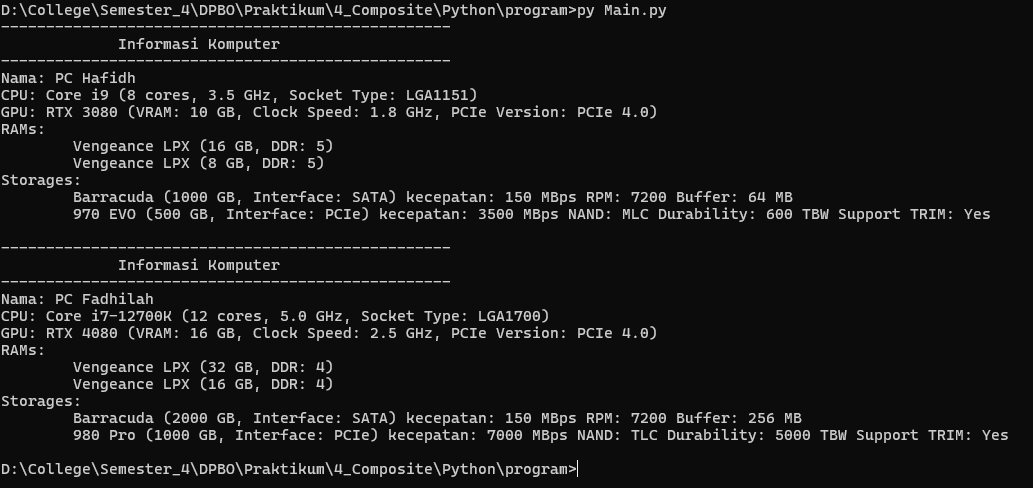 D:\College\Semester_4\DPBO\Praktikum\4_Composite\Python\program>py Main.py
--------------------------------------------------
             Informasi Komputer
--------------------------------------------------
Nama: PC Hafidh
CPU: Core i9 (8 cores, 3.5 GHz, Socket Type: LGA1151)
GPU: RTX 3080 (VRAM: 10 GB, Clock Speed: 1.8 GHz, PCIe Version: PCIe 4.0)
RAMs:
        Vengeance LPX (16 GB, DDR: 5)
        Vengeance LPX (8 GB, DDR: 5)
Storages:
        Barracuda (1000 GB, Interface: SATA) kecepatan: 150 MBps RPM: 7200 Buffer: 64 MB
        970 EVO (500 GB, Interface: PCIe) kecepatan: 3500 MBps NAND: MLC Durability: 600 TBW Support TRIM: Yes

--------------------------------------------------
             Informasi Komputer
--------------------------------------------------
Nama: PC Fadhilah
CPU: Core i7-12700K (12 cores, 5.0 GHz, Socket Type: LGA1700)
GPU: RTX 4080 (VRAM: 16 GB, Clock Speed: 2.5 GHz, PCIe Version: PCIe 4.0)
RAMs:
        Vengeance LPX (32 GB, DDR: 4)
        Vengeance LPX (16 GB, DDR: 4)
Storages:
        Barracuda (2000 GB, Interface: SATA) kecepatan: 150 MBps RPM: 7200 Buffer: 256 MB
        980 Pro (1000 GB, Interface: PCIe) kecepatan: 7000 MBps NAND: TLC Durability: 5000 TBW Support TRIM: Yes

D:\College\Semester_4\DPBO\Praktikum\4_Composite\Python\program>